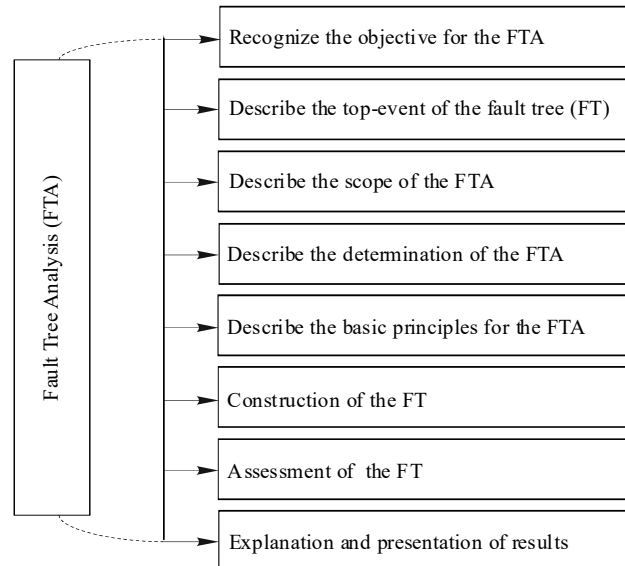 Fault Tree Analysis (FTA)
Recognize the objective for the FTA
Describe the top-event of the fault tree (FT)
Describe the scope of the FTA
Describe the determination of the FTA
Describe the basic principles for the FTA
Construction of the FT
Assessment of the FT
Explanation and presentation of results